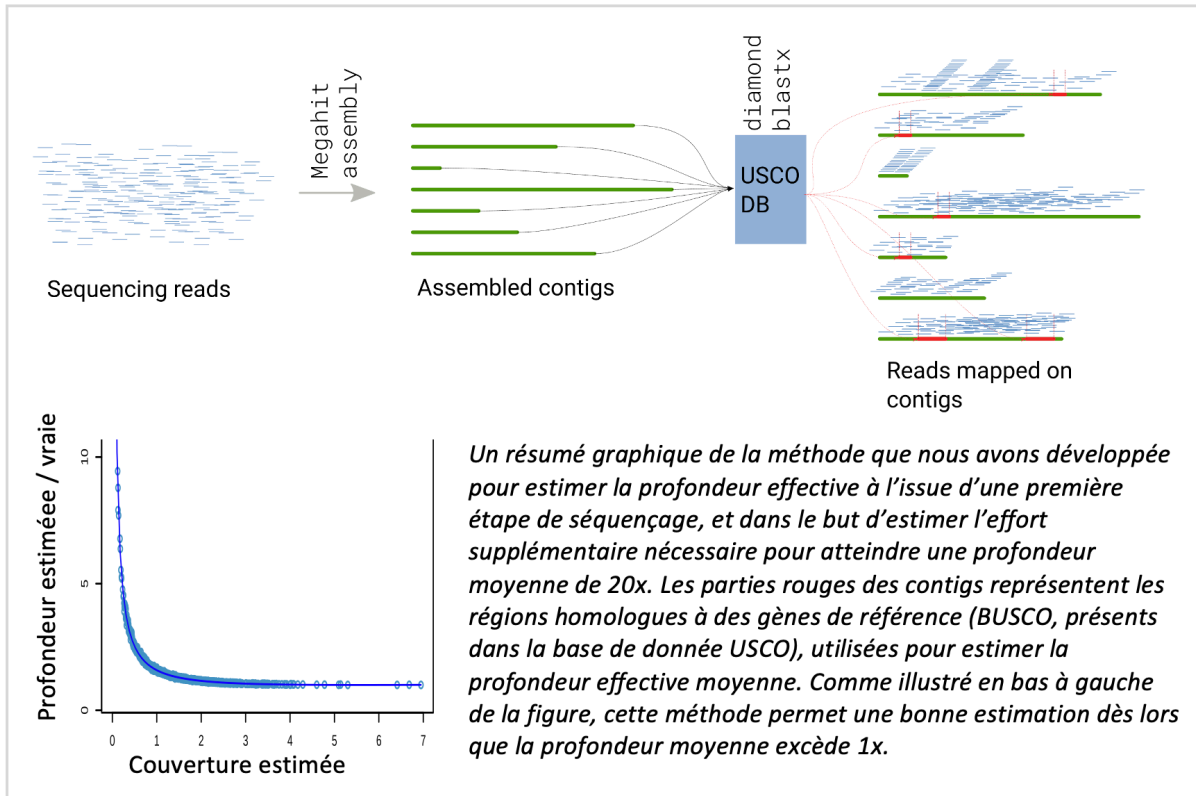 Megahit
assembly
diamond
blastx
USCO
DB
Sequencing reads
Assembled contigs
Reads mapped on
contigs
Profondeur estiméee / vraie
10
5
0
0 1 2 3 4 5 6 7
Couverture estimée
Un résumé graphique de la méthode que nous avons développée
pour estimer la profondeur effective à l’issue d’une première
étape de séquençage, et dans le but d’estimer l’effort
supplémentaire nécessaire pour atteindre une profondeur
moyenne de 20x. Les parties rouges des contigs représentent les
régions homologues à des gènes de référence (BUSCO, présents
dans la base de donnée USCO), utilisées pour estimer la
profondeur effective moyenne. Comme illustré en bas à gauche
de la figure, cette méthode permet une bonne estimation dès lors
que la profondeur moyenne excède 1x.